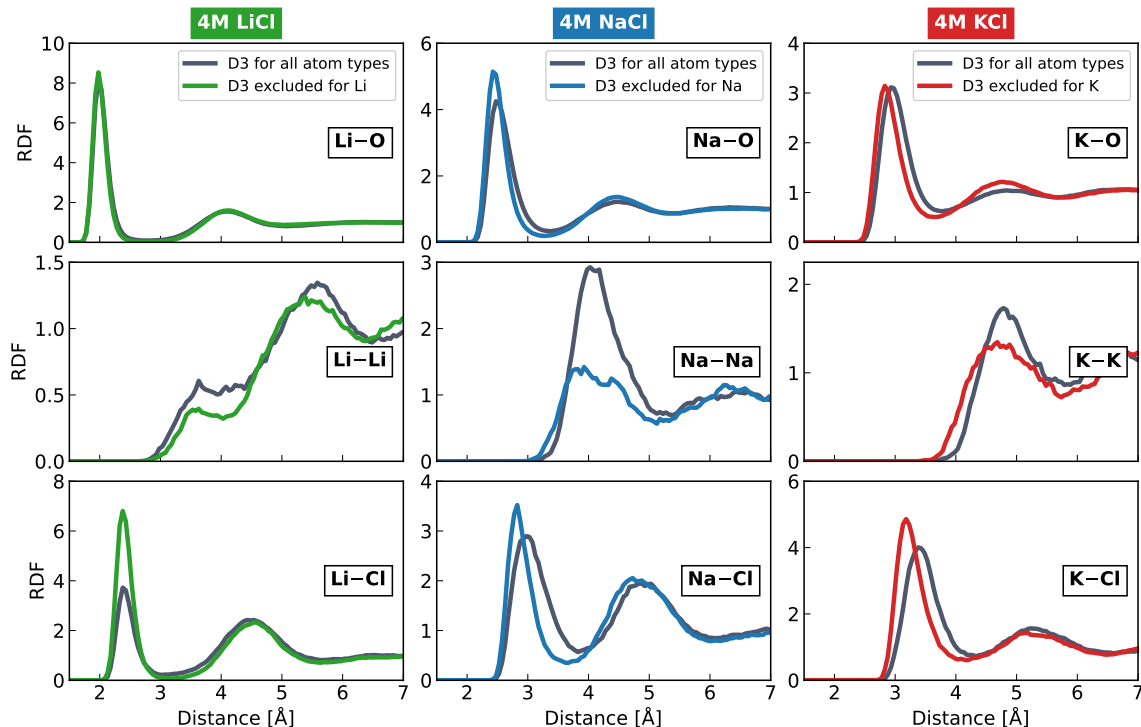 4M LiCl
4M NaCl
4M KCl
RDF
10
8
6
4
2
0
D3 for all atom types
D3 excluded for Li
Li−O
6
4
2
0
D3 for all atom types
D3 excluded for Na
Na−O
4
3
2
1
0
D3 for all atom types
D3 excluded for K
K−O
RDF
1.5
1.0
0.5
0.0
Li−Li
3
2
1
0
Na−Na
2
1
0
K−K
RDF
8
6
4
2
0
Li−Cl
2
3
4
5
6
7
Distance [Å]
4
3
2
1
0
Na−Cl
2
3
4
5
6
7
Distance [Å]
6
4
2
0
K−Cl
2
3
4
5
6
7
Distance [Å]